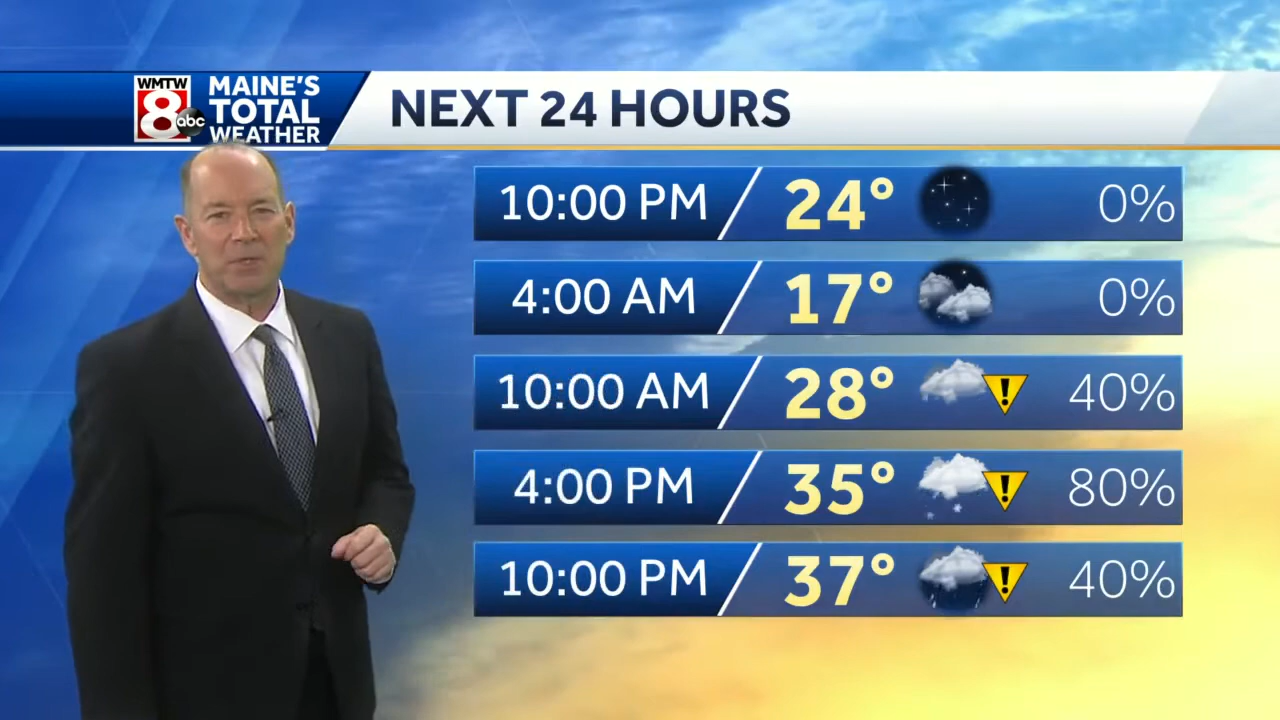 WMTW
8
abc
MAINE'S
TOTAL
WEATHER
NEXT 24 HOURS
10:00 PM 24° 0%
4:00 AM 17° 0%
10:00 AM 28° ! 40%
4:00 PM 35° ! 80%
10:00 PM 37° ! 40%